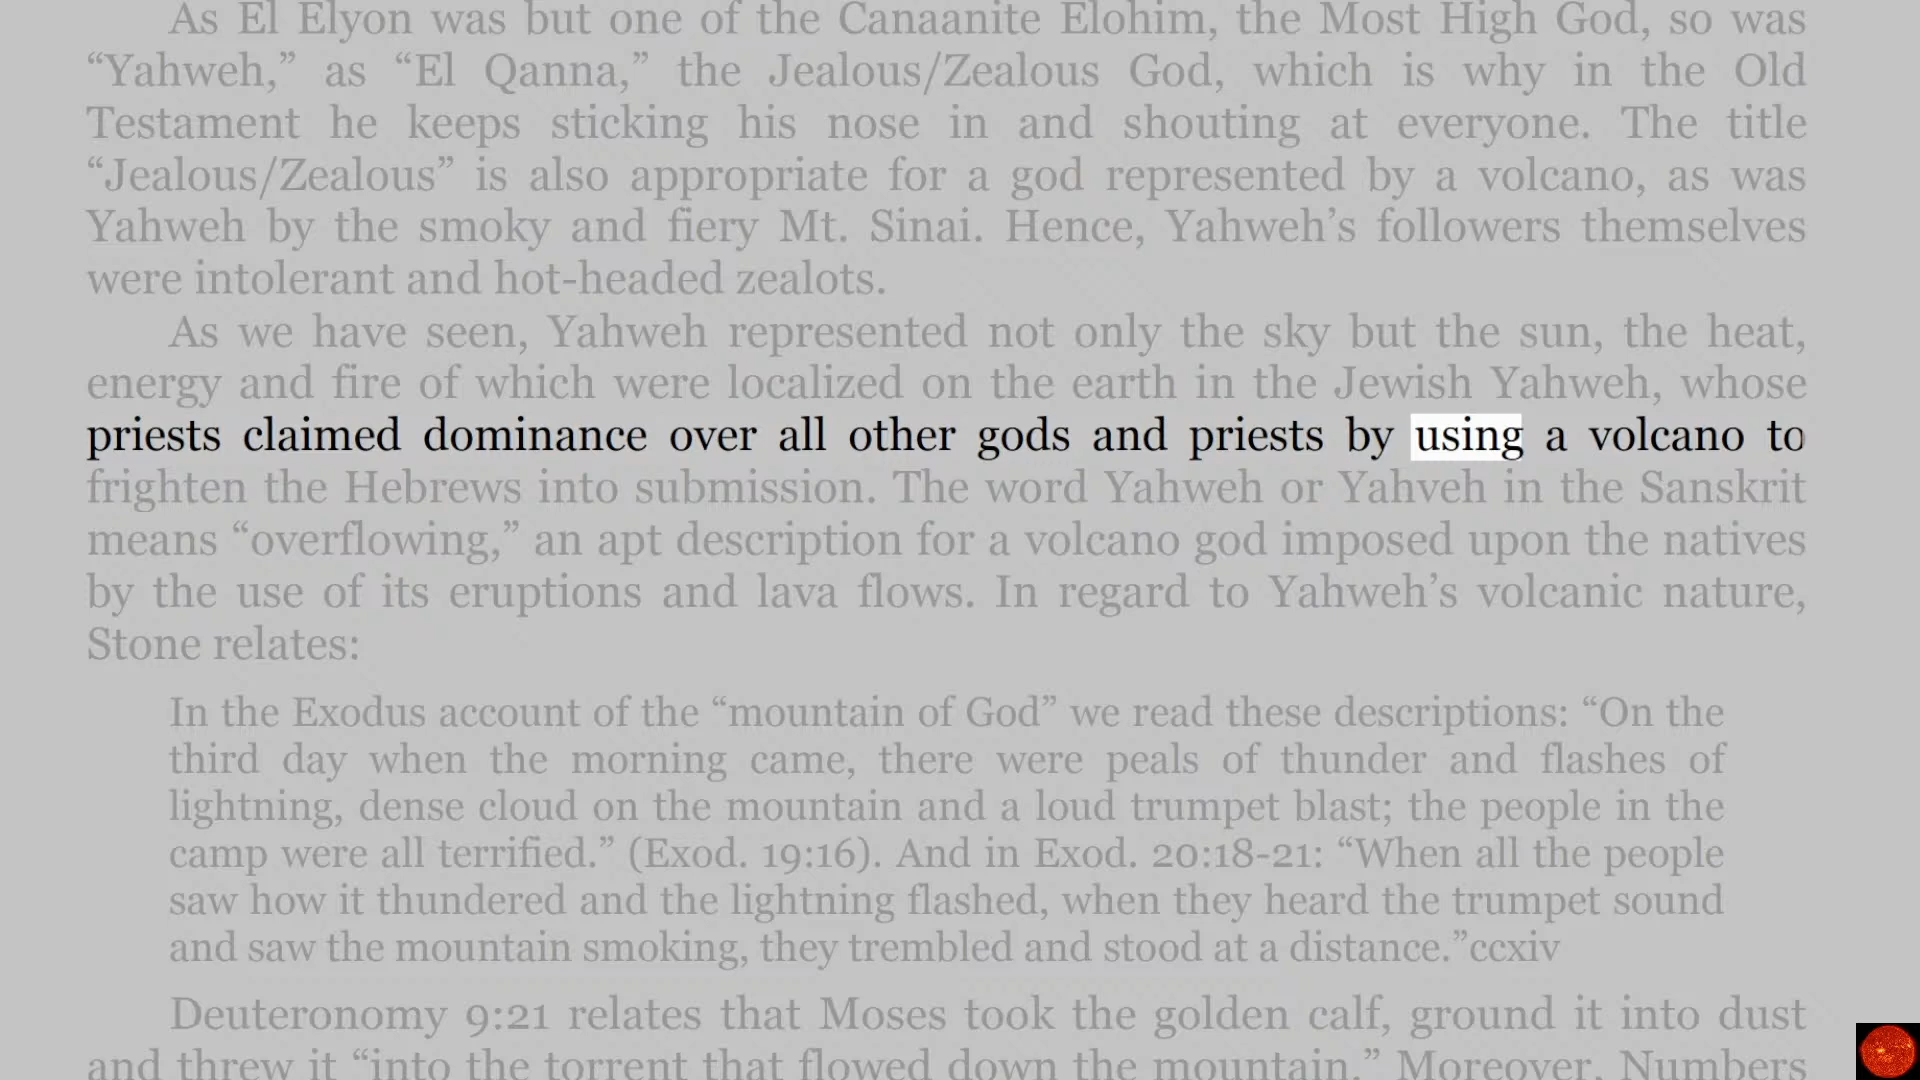 As El Elyon was but one of the Canaanite Elohim, the Most High God, so was
“Yahweh,” as “El Qanna,” the Jealous/Zealous God, which is why in the Old
Testament he keeps sticking his nose in and shouting at everyone. The title
“Jealous/Zealous” is also appropriate for a god represented by a volcano, as was
Yahweh by the smoky and fiery Mt. Sinai. Hence, Yahweh’s followers themselves
were intolerant and hot-headed zealots.
As we have seen, Yahweh represented not only the sky but the sun, the heat,
energy and fire of which were localized on the earth in the Jewish Yahweh, whose
priests claimed dominance over all other gods and priests by using a volcano to
frighten the Hebrews into submission. The word Yahweh or Yahveh in the Sanskrit
means “overflowing,” an apt description for a volcano god imposed upon the natives
by the use of its eruptions and lava flows. In regard to Yahweh’s volcanic nature,
Stone relates:
In the Exodus account of the “mountain of God” we read these descriptions: “On the
third day when the morning came, there were peals of thunder and flashes of
lightning, dense cloud on the mountain and a loud trumpet blast; the people in the
camp were all terrified.” (Exod. 19:16). And in Exod. 20:18-21: “When all the people
saw how it thundered and the lightning flashed, when they heard the trumpet sound
and saw the mountain smoking, they trembled and stood at a distance.”ccxiv
Deuteronomy 9:21 relates that Moses took the golden calf, ground it into dust
and threw it “into the torrent that flowed down the mountain.” Moreover, Numbers